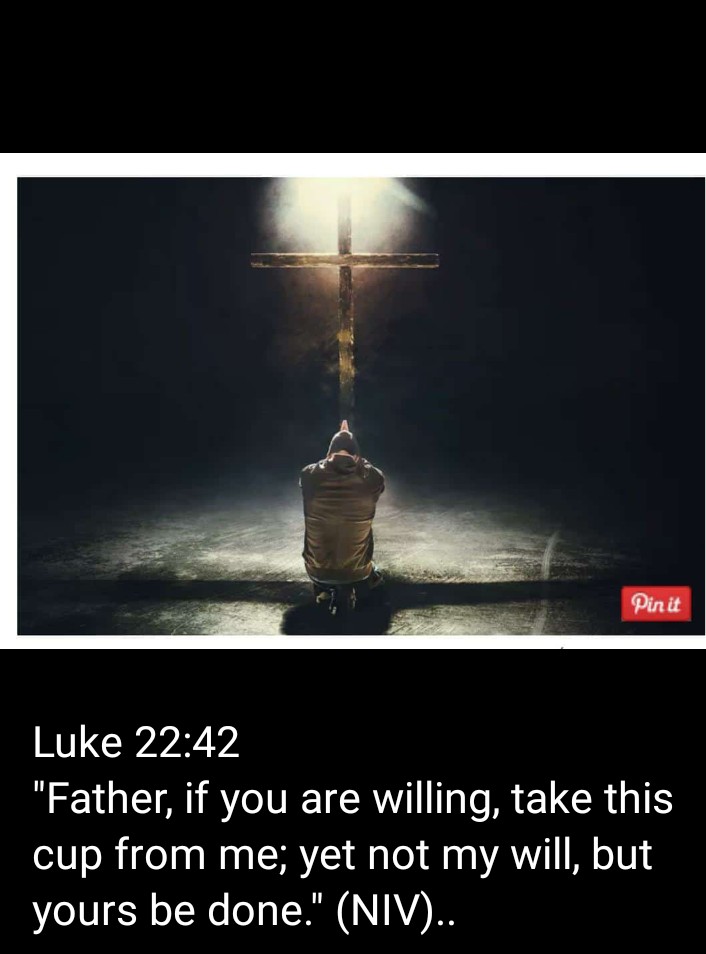 Pin it
Luke 22:42
"Father, if you are willing, take this
cup from me; yet not my will, but
yours be done." (NIV)..